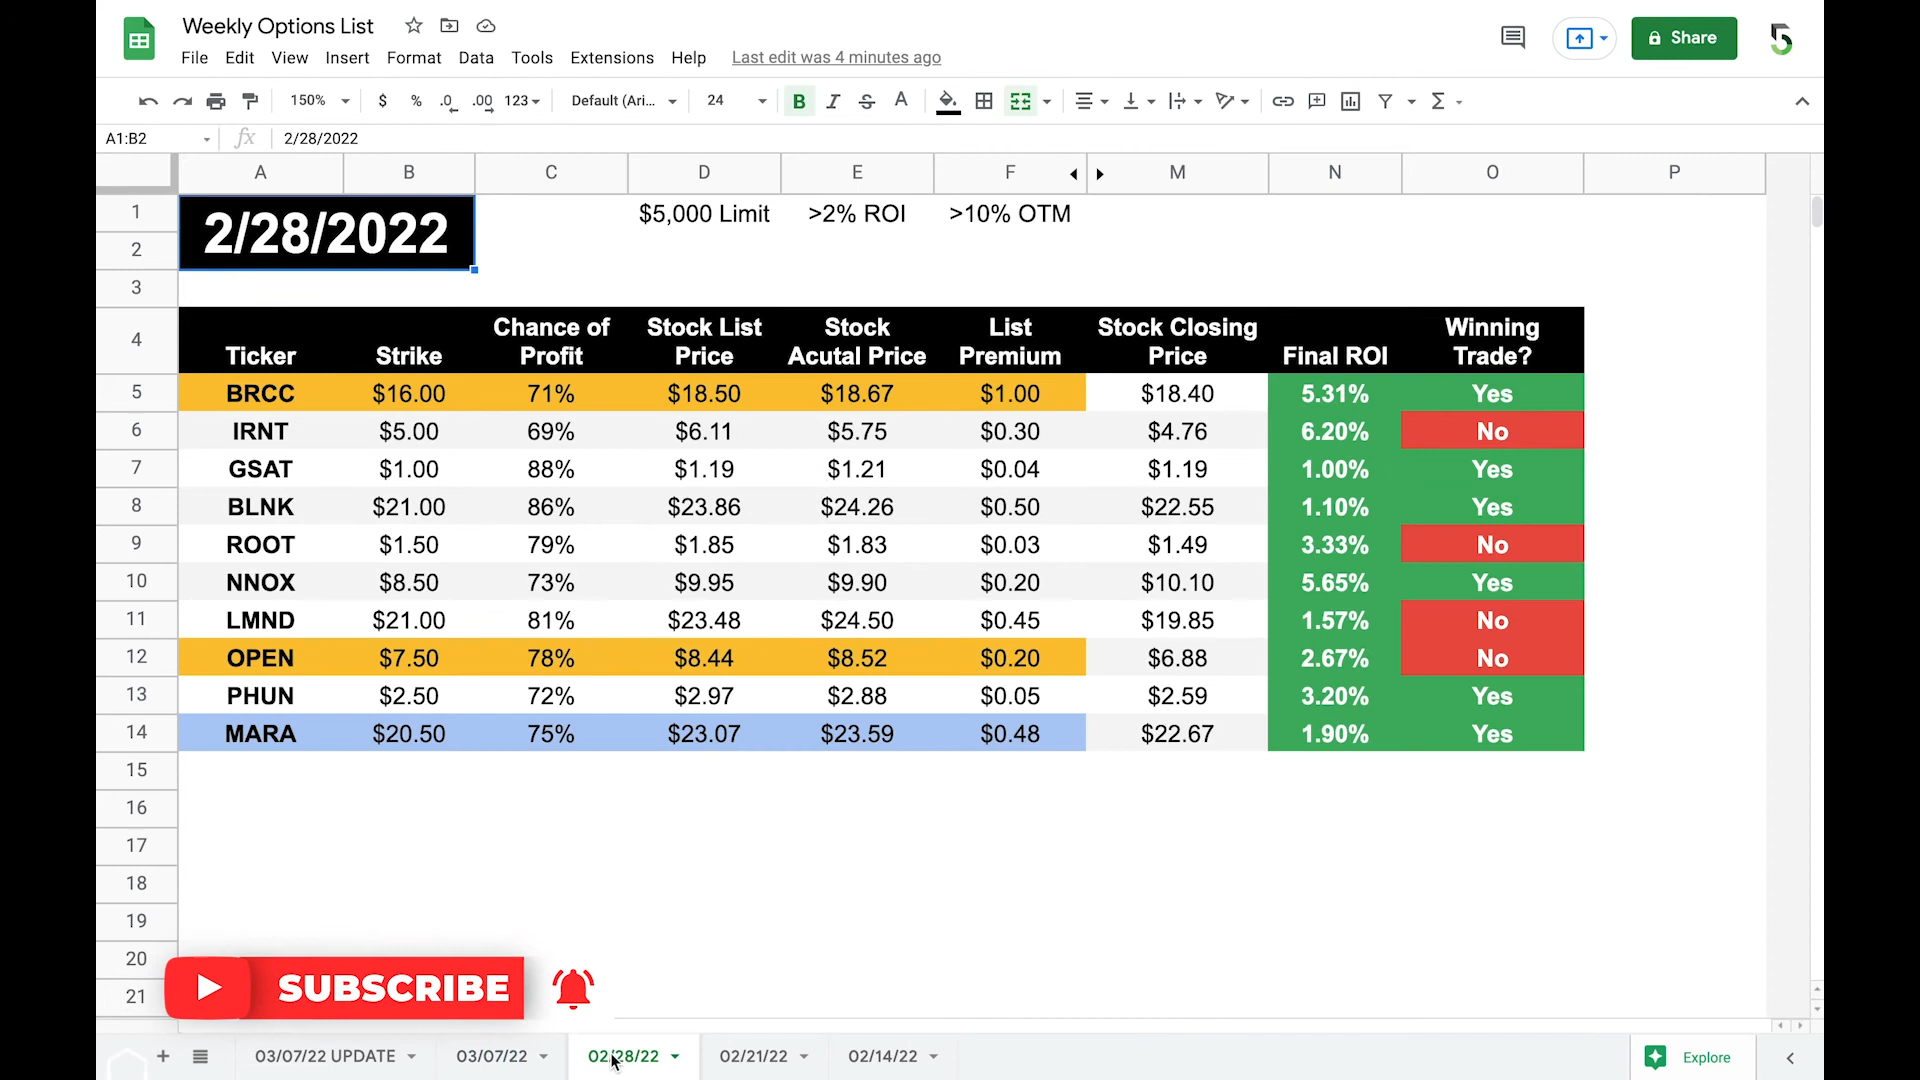 Weekly Options List
File Edit View Insert Format Data Tools Extensions Help Last edit was 4 minutes ago
Share
150% $ % .0 .00 123 Default (Ari... 24 B I S A
A1:B2 fx 2/28/2022
A B C D E F M N O P
1 2/28/2022 $5,000 Limit >2% ROI >10% OTM
2
3
4 Ticker Strike Chance of Profit Stock List Price Stock Acutal Price List Premium Stock Closing Price Final ROI Winning Trade?
5 BRCC $16.00 71% $18.50 $18.67 $1.00 $18.40 5.31% Yes
6 IRNT $5.00 69% $6.11 $5.75 $0.30 $4.76 6.20% No
7 GSAT $1.00 88% $1.19 $1.21 $0.04 $1.19 1.00% Yes
8 BLNK $21.00 86% $23.86 $24.26 $0.50 $22.55 1.10% Yes
9 ROOT $1.50 79% $1.85 $1.83 $0.03 $1.49 3.33% No
10 NNOX $8.50 73% $9.95 $9.90 $0.20 $10.10 5.65% Yes
11 LMND $21.00 81% $23.48 $24.50 $0.45 $19.85 1.57% No
12 OPEN $7.50 78% $8.44 $8.52 $0.20 $6.88 2.67% No
13 PHUN $2.50 72% $2.97 $2.88 $0.05 $2.59 3.20% Yes
14 MARA $20.50 75% $23.07 $23.59 $0.48 $22.67 1.90% Yes
15
16
17
18
19
20
21
SUBSCRIBE
03/07/22 UPDATE 03/07/22 02/28/22 02/21/22 02/14/22 Explore